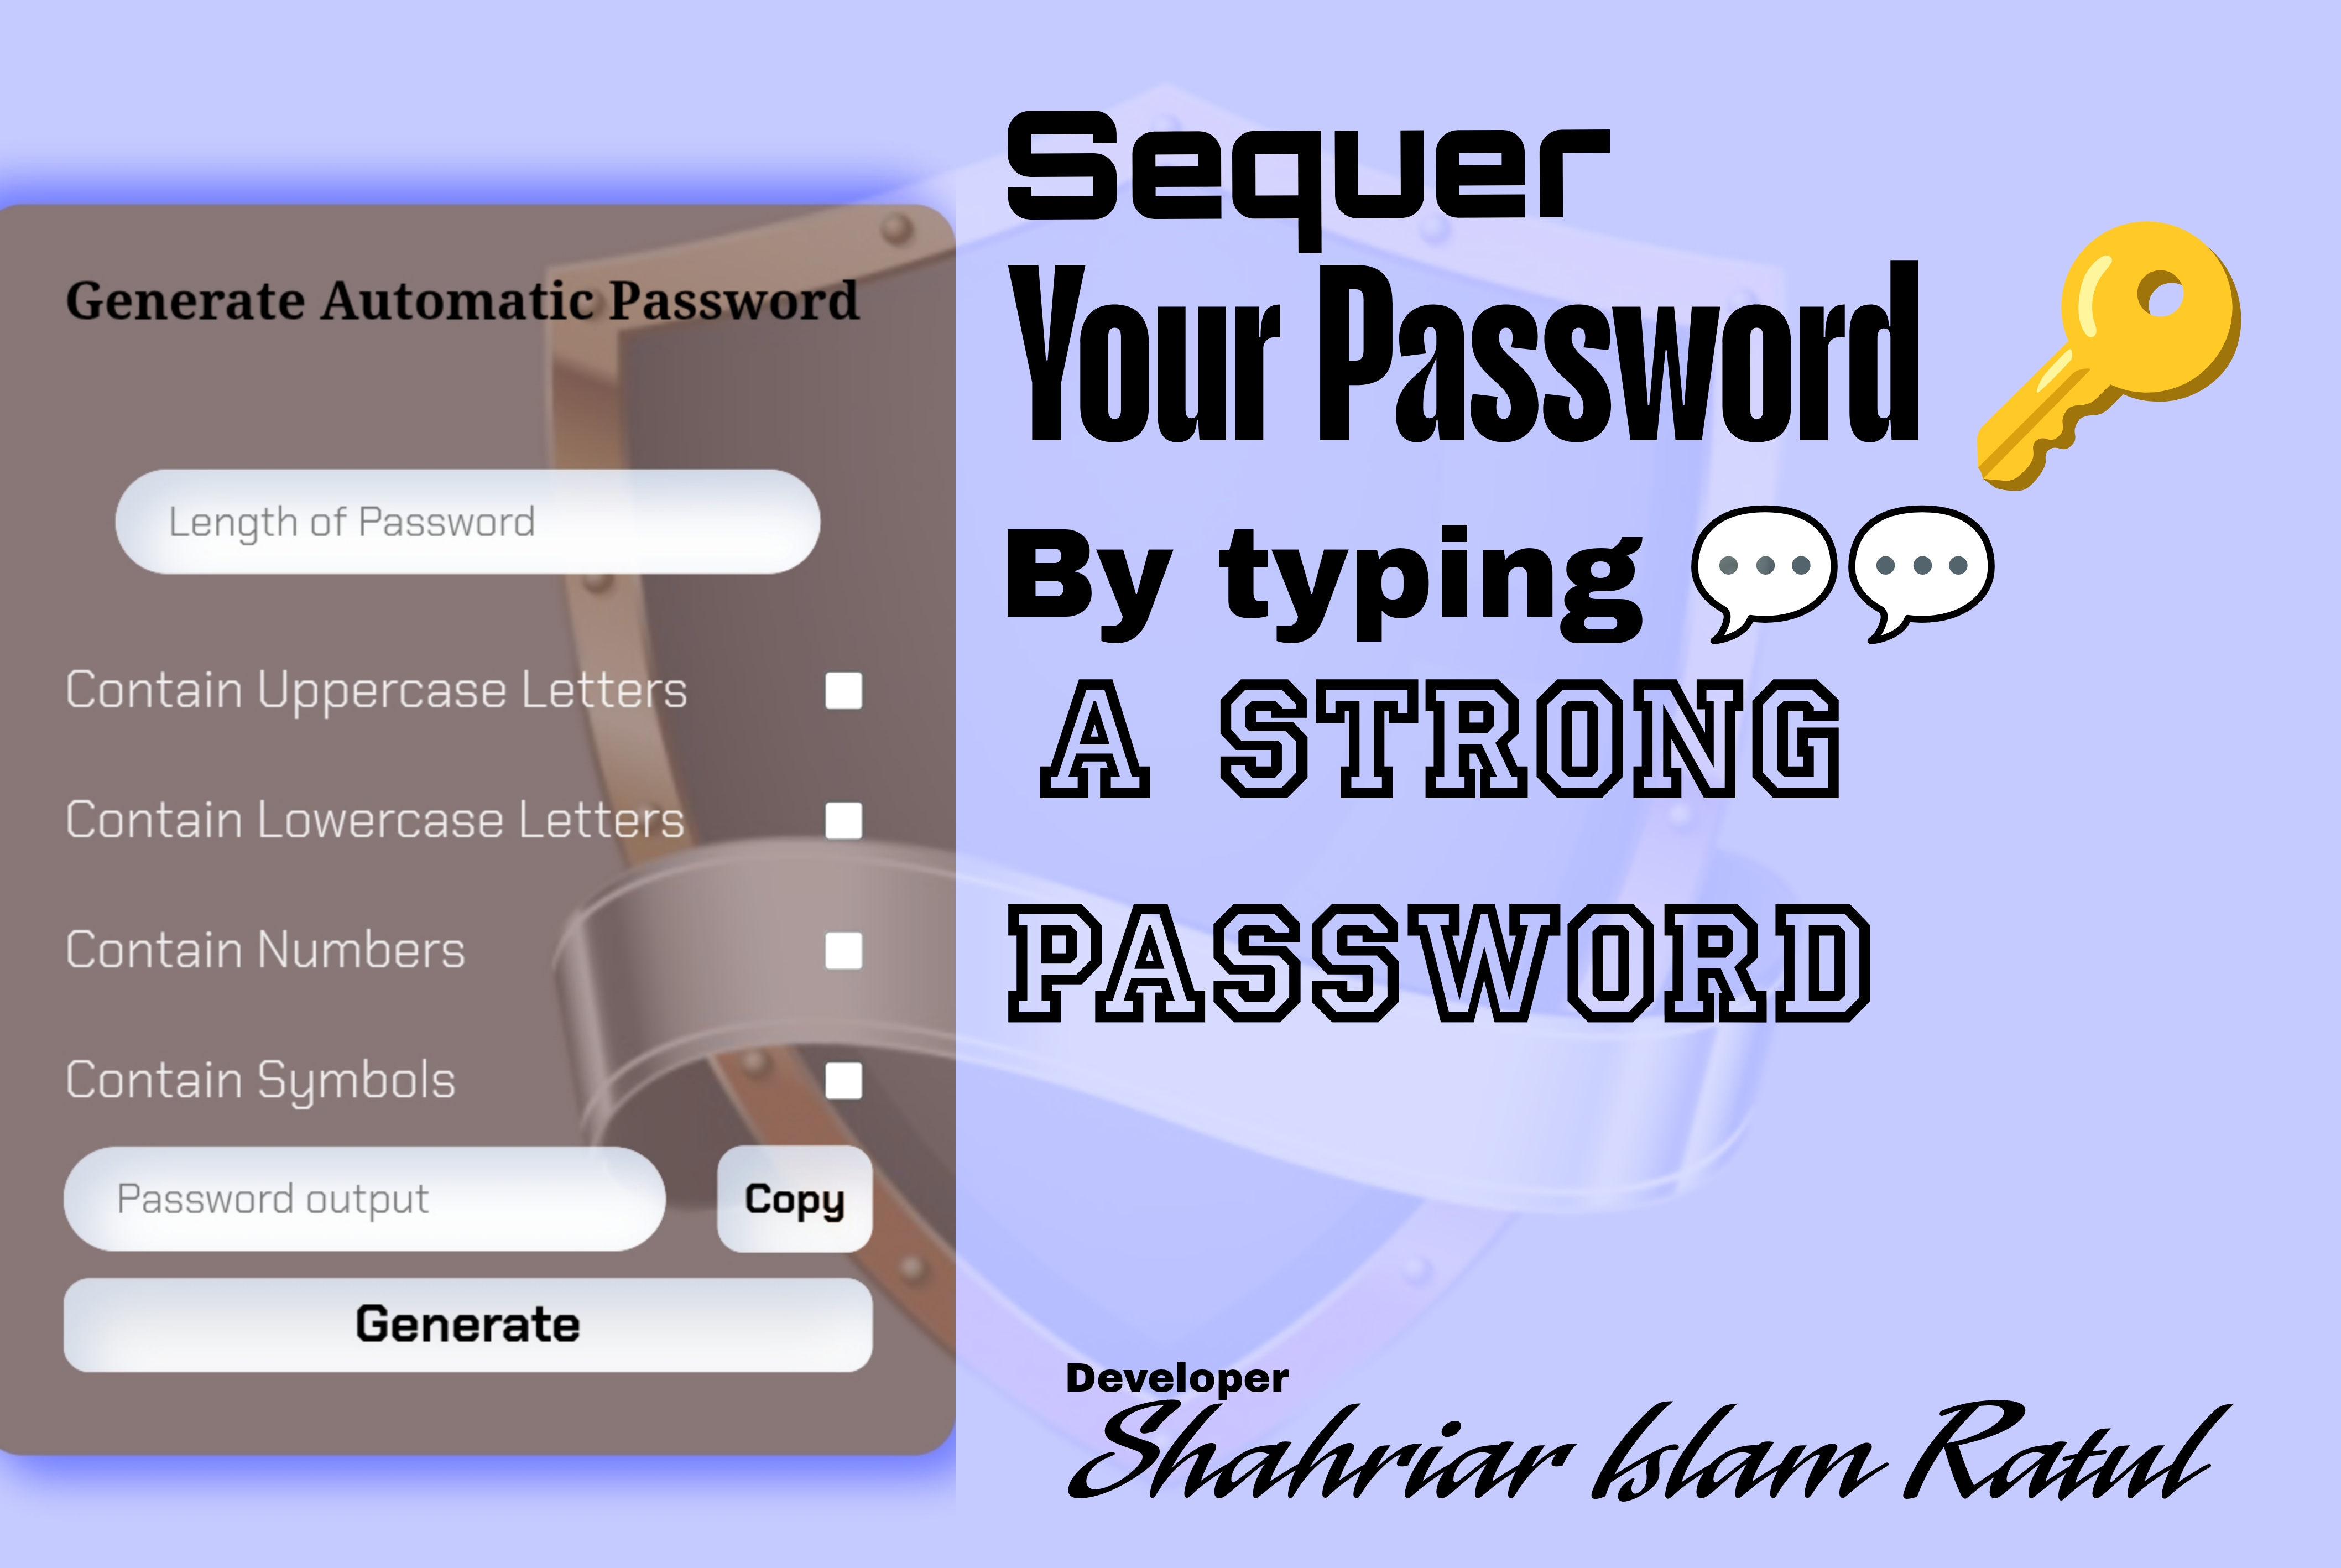 Generate Automatic Password
Length of Password
Contain Uppercase Letters
Contain Lowercase Letters
Contain Numbers
Contain Symbols
Password output
Copy
Generate
Sequer
Your Password 🔑
By typing 💬💬
A STRONG
PASSWORD
Developer
Shahriar Islam Ratul